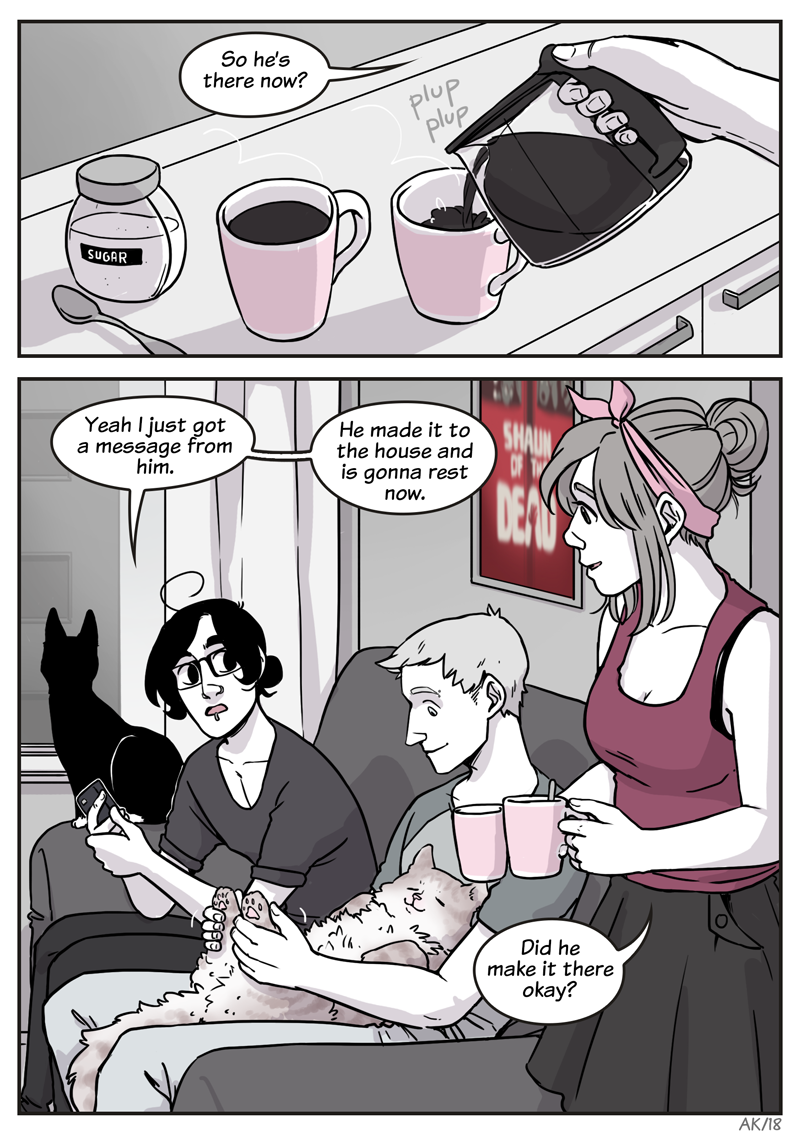 So he's
there now?
plup
plup
SUGAR
Yeah I just got
a message from
him.
He made it to
the house and
is gonna rest
now.
SHAUN
OF THE
DEAD
Did he
make it there
okay?
AK/18